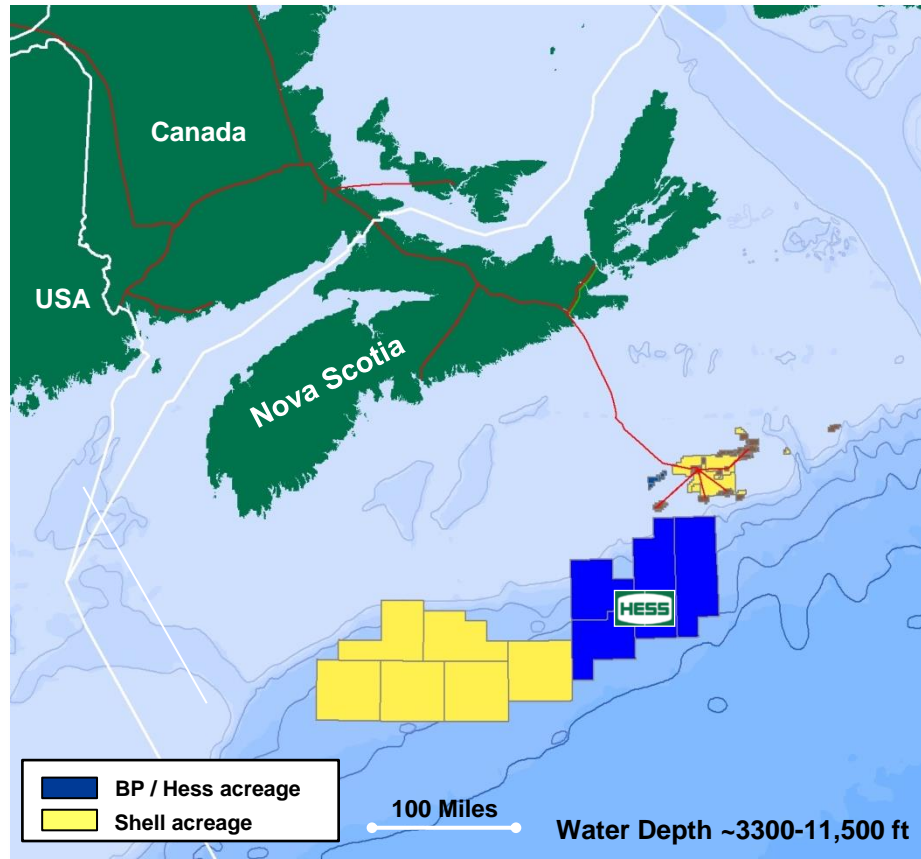 Canada
USA
Nova Scotia
HESS
BP / Hess acreage
Shell acreage
100 Miles
Water Depth ~3300-11,500 ft